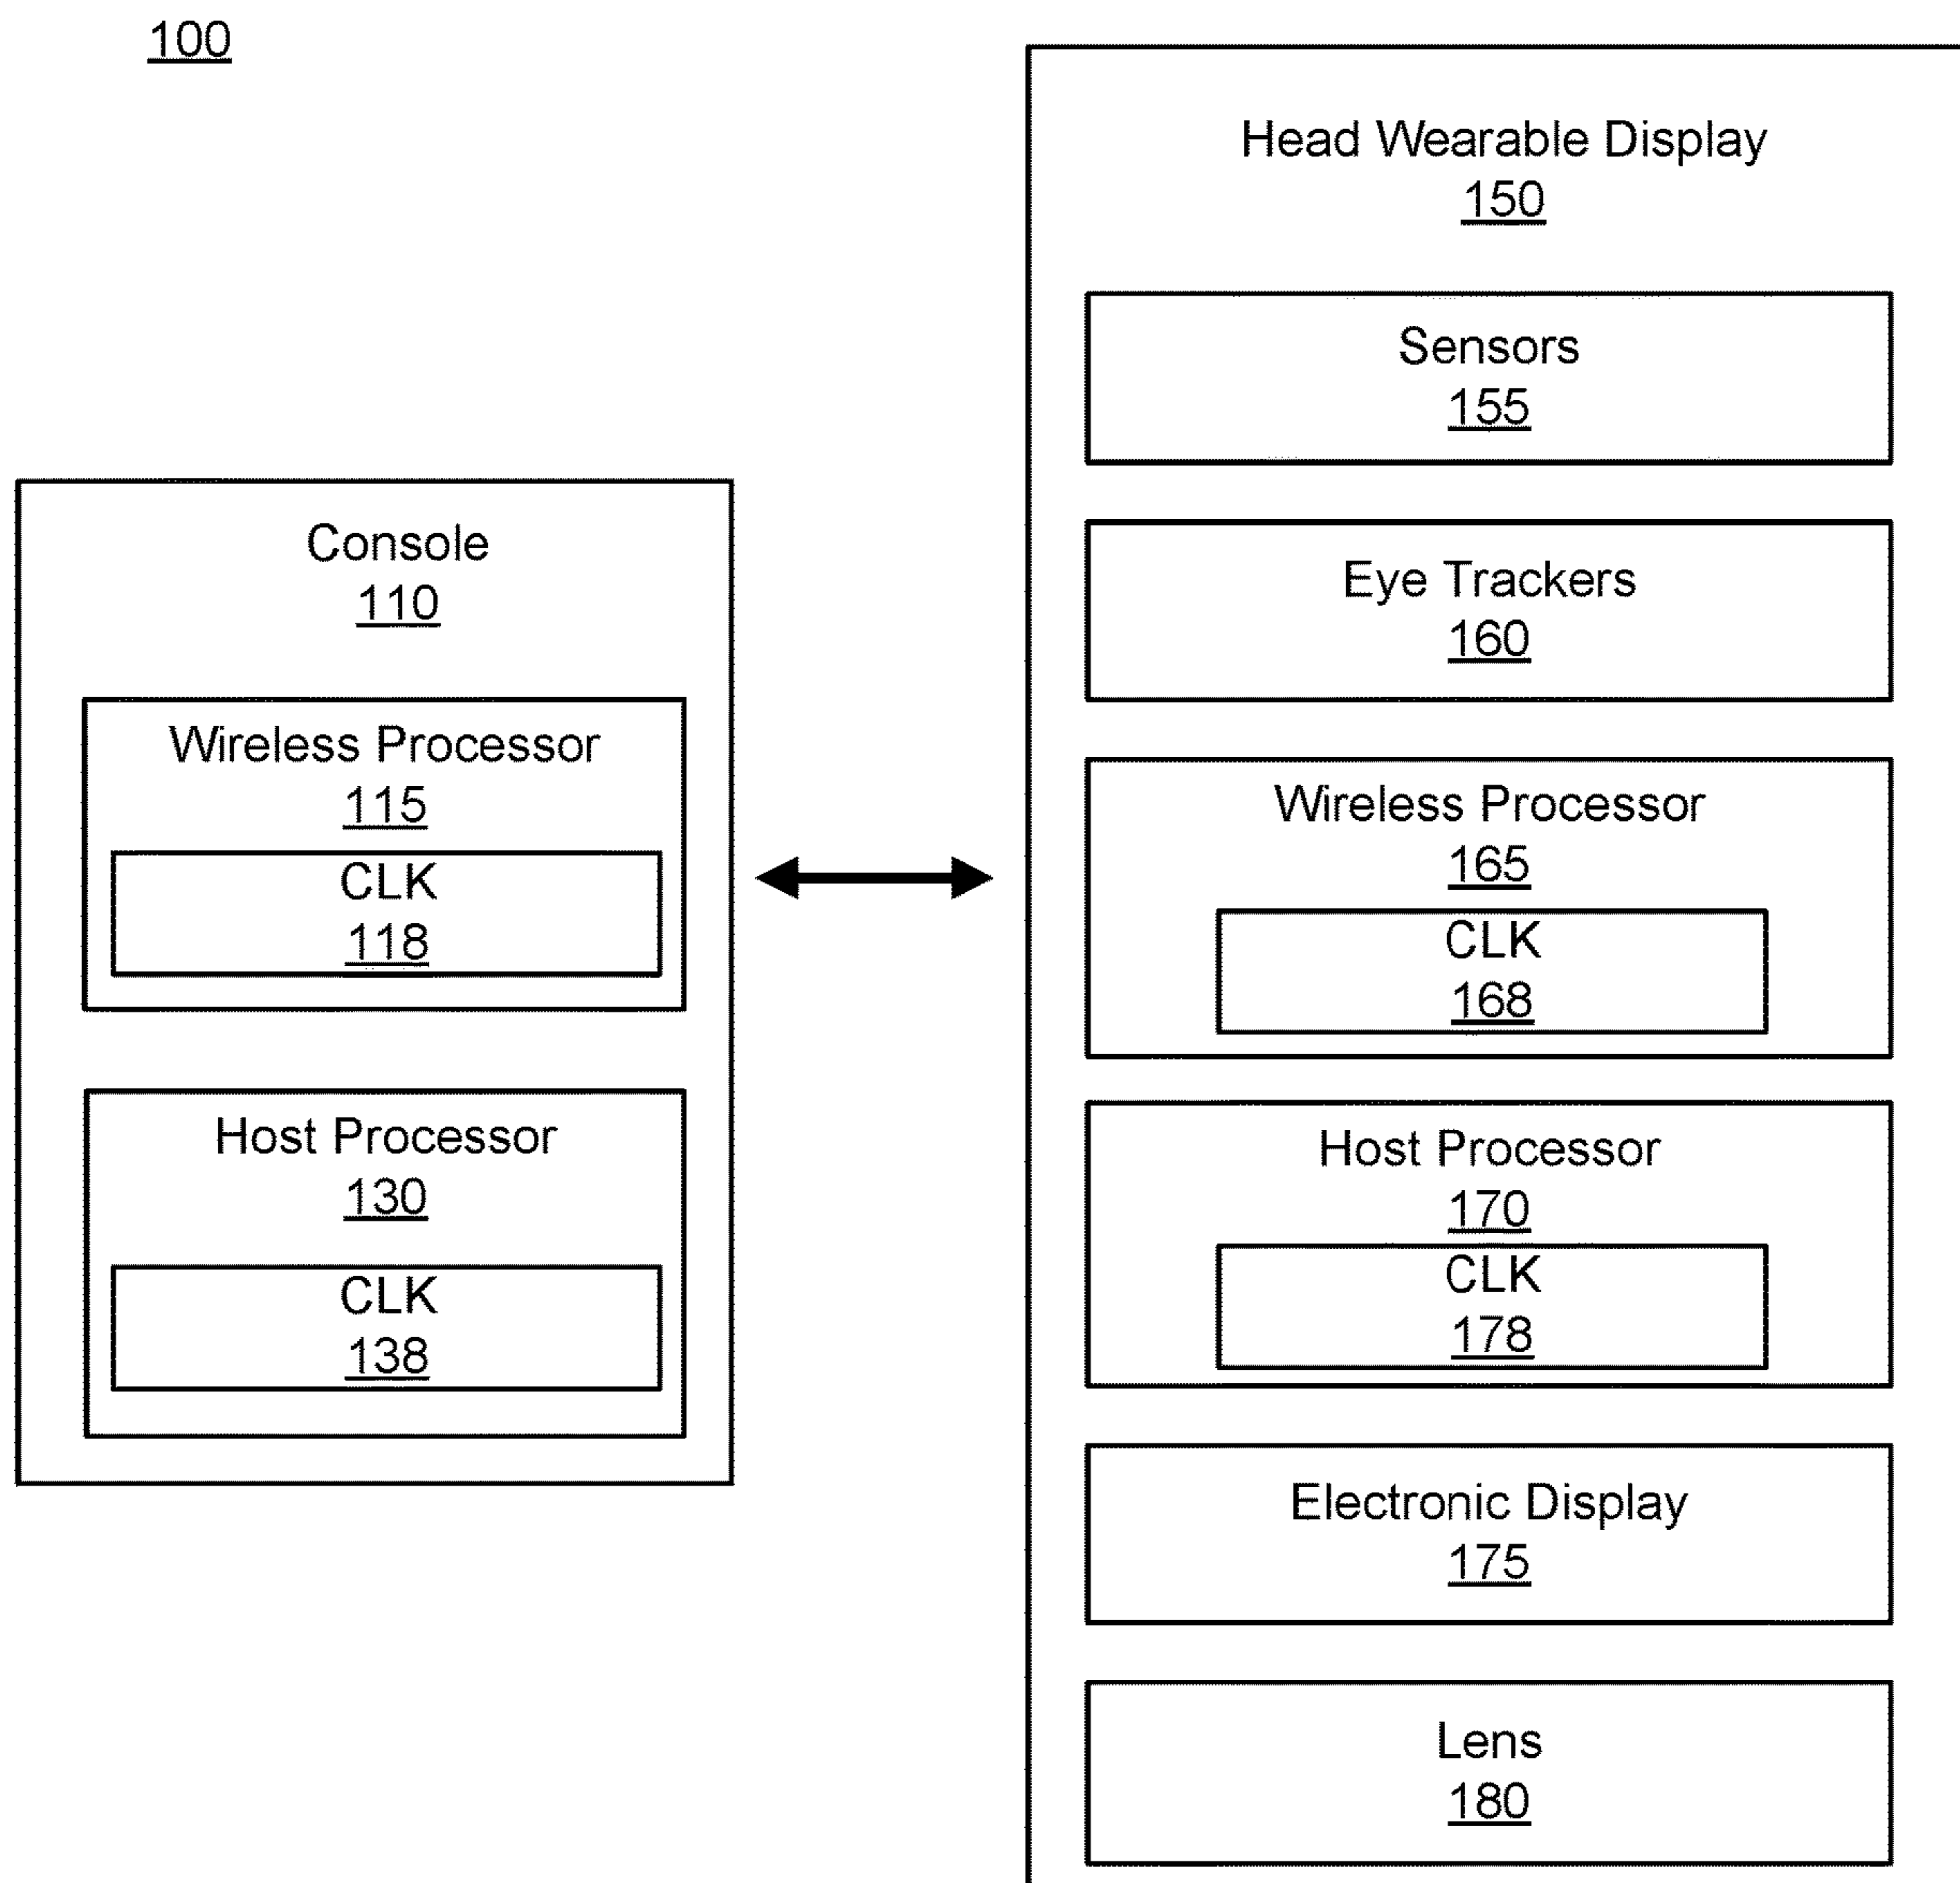 100
Console
110
Wireless Processor
115
CLK
118
Host Processor
130
CLK
138
Head Wearable Display
150
Sensors
155
Eye Trackers
160
Wireless Processor
165
CLK
168
Host Processor
170
CLK
178
Electronic Display
175
Lens
180